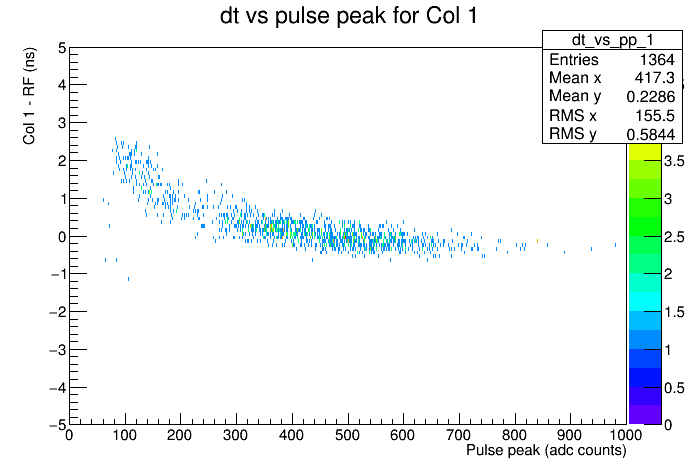 dt vs pulse peak for Col 1
dt_vs_pp_1
Entries 1364
Mean x 417.3
Mean y 0.2286
RMS x 155.5
RMS y 0.5844
Col 1 - RF (ns)
5
4
3
2
1
0
−1
−2
−3
−4
−5
0 100 200 300 400 500 600 700 800 900 1000
Pulse peak (adc counts)
3.5
3
2.5
2
1.5
1
0.5
0